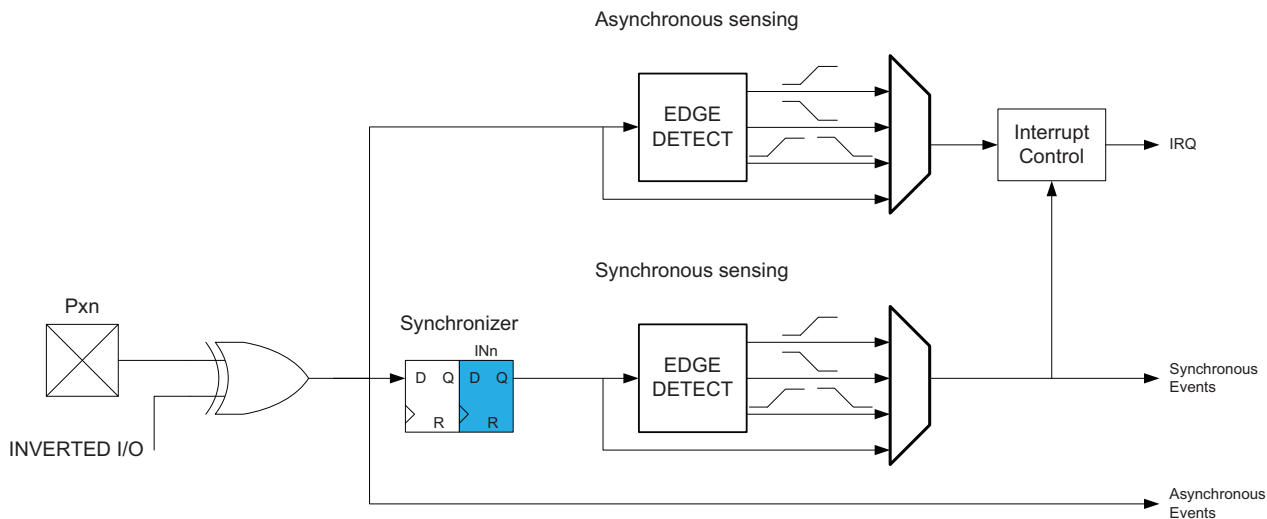 Asynchronous sensing
EDGE
DETECT
Interrupt
Control
IRQ
Synchronous sensing
Pxn
Synchronizer
INn
D Q D Q
R R
EDGE
DETECT
Synchronous
Events
INVERTED I/O
Asynchronous
Events